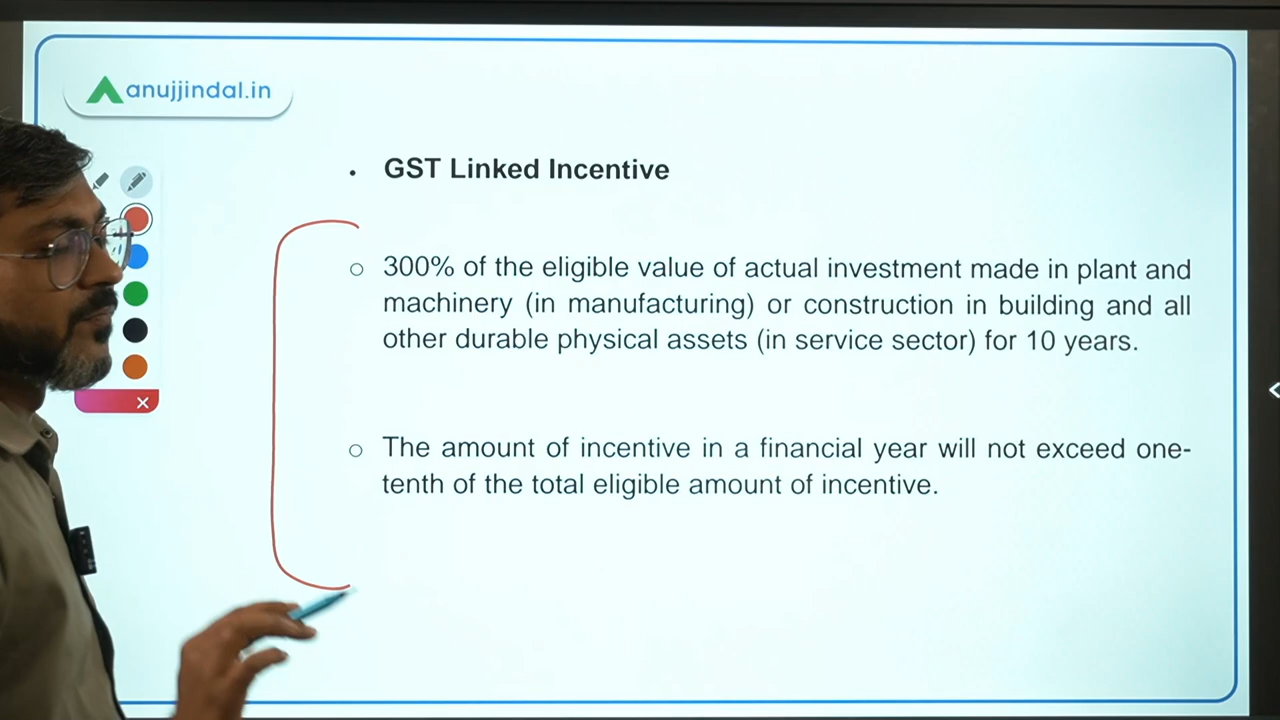 anujjindal.in
• GST Linked Incentive
○ 300% of the eligible value of actual investment made in plant and
machinery (in manufacturing) or construction in building and all
other durable physical assets (in service sector) for 10 years.
○ The amount of incentive in a financial year will not exceed one-
tenth of the total eligible amount of incentive.